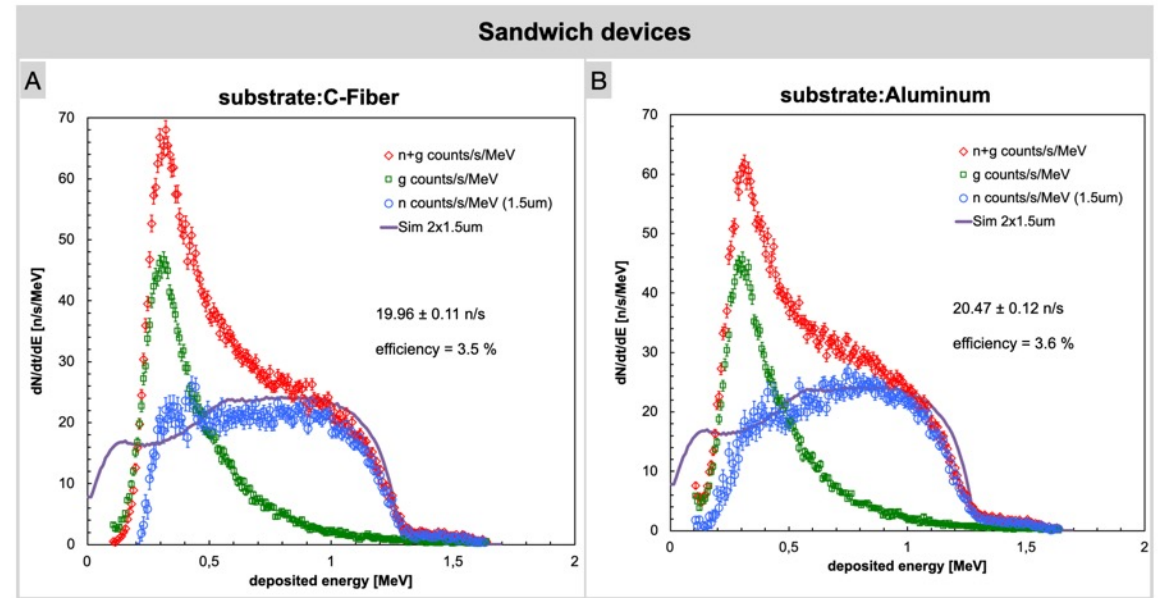 Sandwich devices
A
substrate:C-Fiber
70
60
50
40
30
20
10
0
0
0,5
1
1,5
2
dN/dt/dE [n/s/MeV]
deposited energy [MeV]
n+g counts/s/MeV
g counts/s/MeV
n counts/s/MeV (1.5um)
Sim 2x1.5um
19.96 ± 0.11 n/s
efficiency = 3.5 %
B
substrate:Aluminum
70
60
50
40
30
20
10
0
0
0,5
1
1,5
2
dN/dt/dE [n/s/MeV]
deposited energy [MeV]
n+g counts/s/MeV
g counts/s/MeV
n counts/s/MeV (1.5um)
Sim 2x1.5um
20.47 ± 0.12 n/s
efficiency = 3.6 %